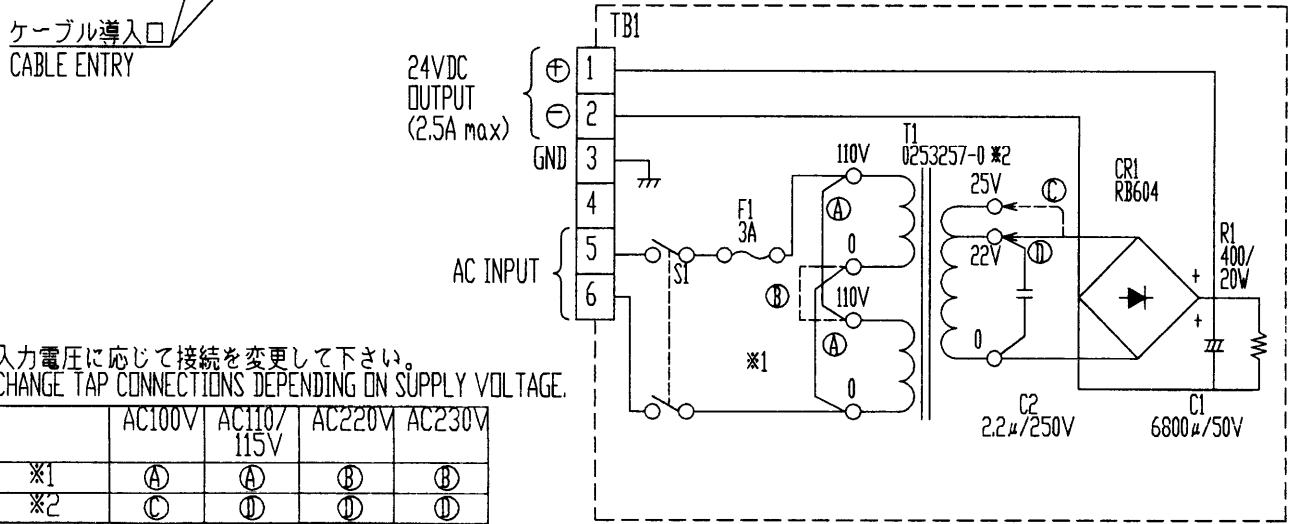 ケーブル導入口
CABLE ENTRY
TB1
24VDC
OUTPUT
(2.5A max)
⊕ 1
⊖ 2
GND 3
4
AC INPUT
5
6
S1
F1
3A
110V
Ⓐ
0
Ⓑ
110V
Ⓐ
※1
0
T1
0253257-0 ※2
25V
Ⓒ
22V
Ⓓ
0
C2
2.2μ/250V
CR1
RB604
+
+
R1
400/
20W
C1
6800μ/50V
入力電圧に応じて接続を変更して下さい。
CHANGE TAP CONNECTIONS DEPENDING ON SUPPLY VOLTAGE.
AC100V AC110/115V AC220V AC230V
※1 Ⓐ Ⓐ Ⓑ Ⓑ
※2 Ⓒ Ⓓ Ⓓ Ⓓ